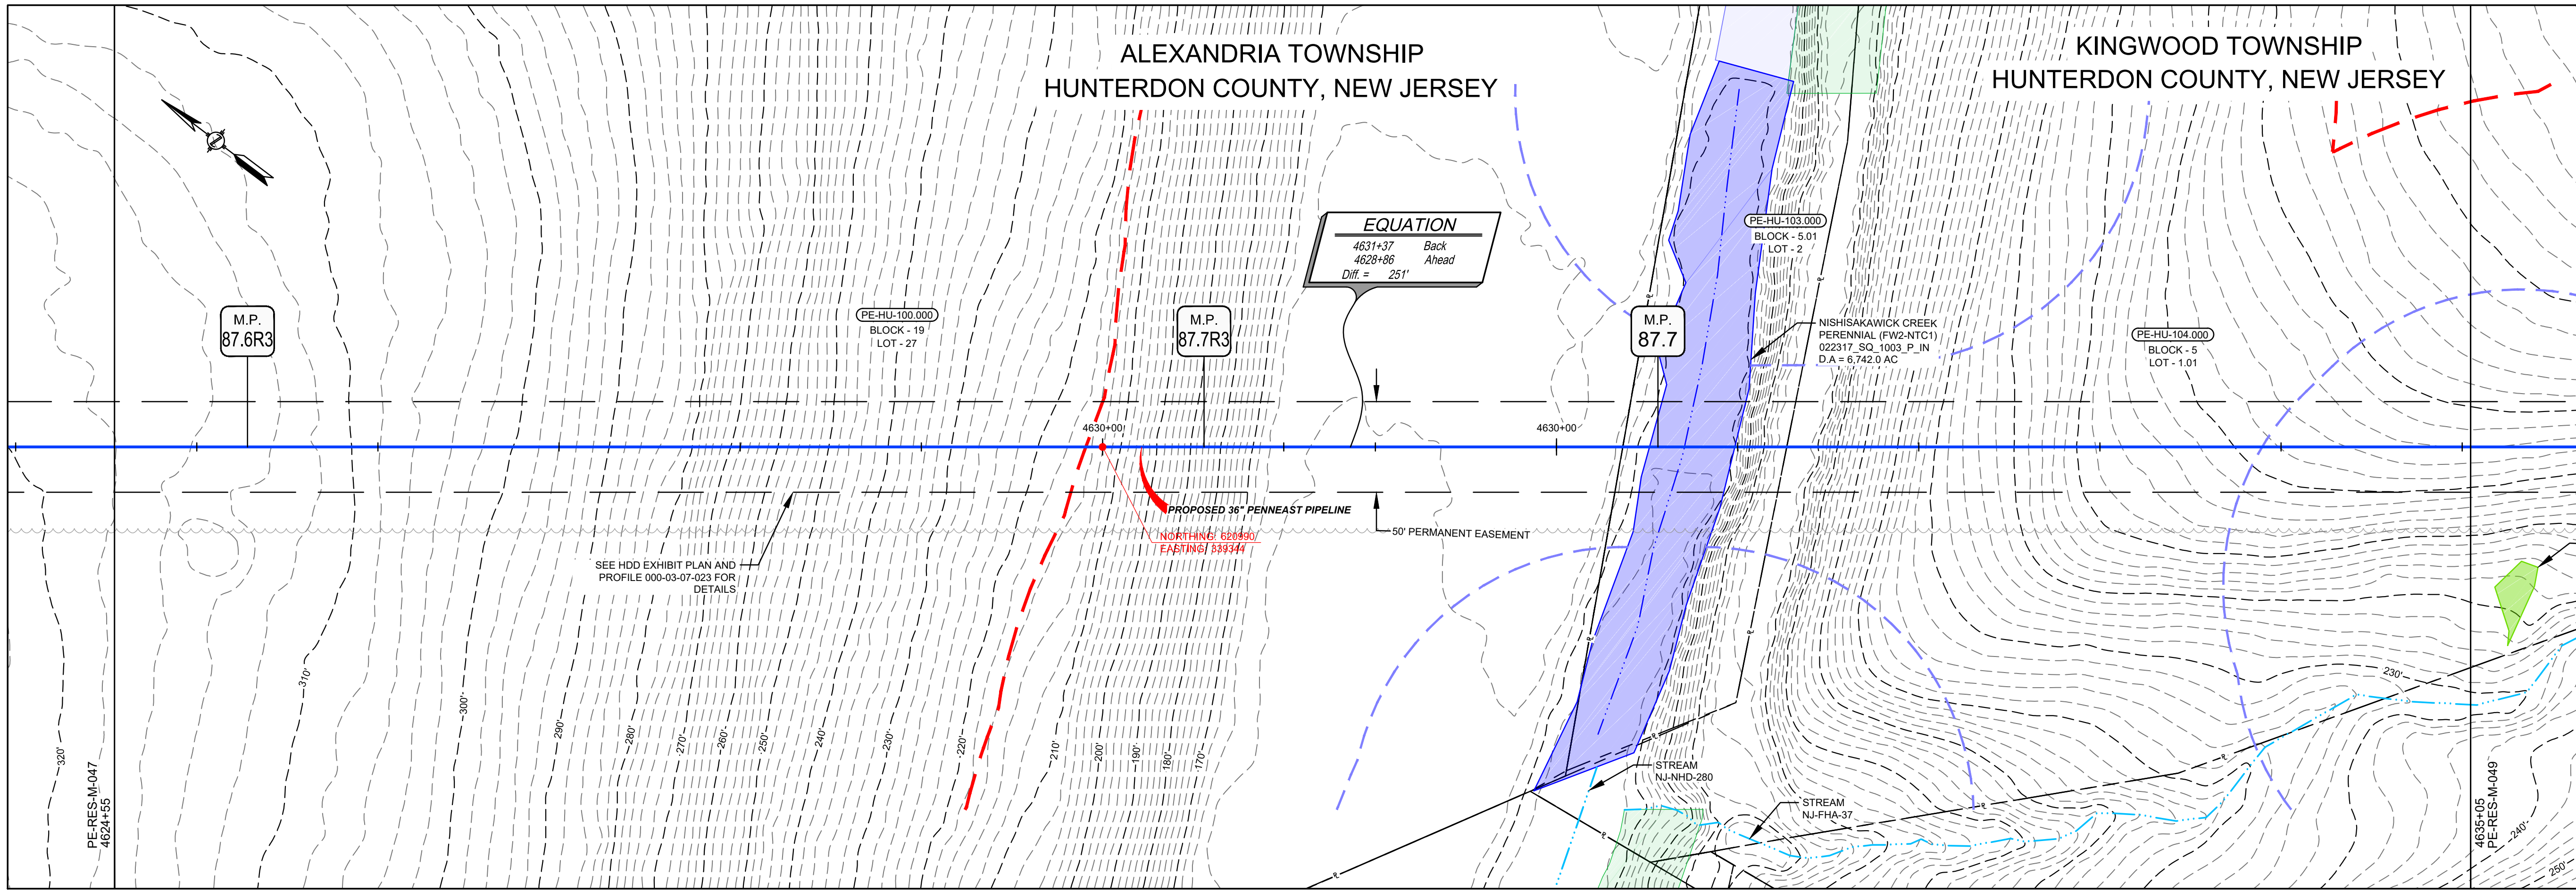 ALEXANDRIA TOWNSHIP
HUNTERDON COUNTY, NEW JERSEY
KINGWOOD TOWNSHIP
HUNTERDON COUNTY, NEW JERSEY
EQUATION
4631+37 Back
4628+86 Ahead
Diff. = 251'
PE-HU-103.000
BLOCK - 5.01
LOT - 2
M.P.
87.6R3
PE-HU-100.000
BLOCK - 19
LOT - 27
M.P.
87.7R3
M.P.
87.7
NISHISAKAWICK CREEK
PERENNIAL (FW2-NTC1)
022317_SQ_1003_P_IN
D.A = 6,742.0 AC
PE-HU-104.000
BLOCK - 5
LOT - 1.01
4630+00
4630+00
PROPOSED 36" PENNEAST PIPELINE
NORTHING: 620990
EASTING: 339344
50' PERMANENT EASEMENT
SEE HDD EXHIBIT PLAN AND
PROFILE 000-03-07-023 FOR
DETAILS
320'
310'
300'
290'
280'
270'
260'
250'
240'
230'
220'
210'
200'
190'
180'
170'
230'
240'
250'
STREAM
NJ-NHD-280
STREAM
NJ-FHA-37
PE-RES-M-047
4624+55
4635+05
PE-RES-M-049